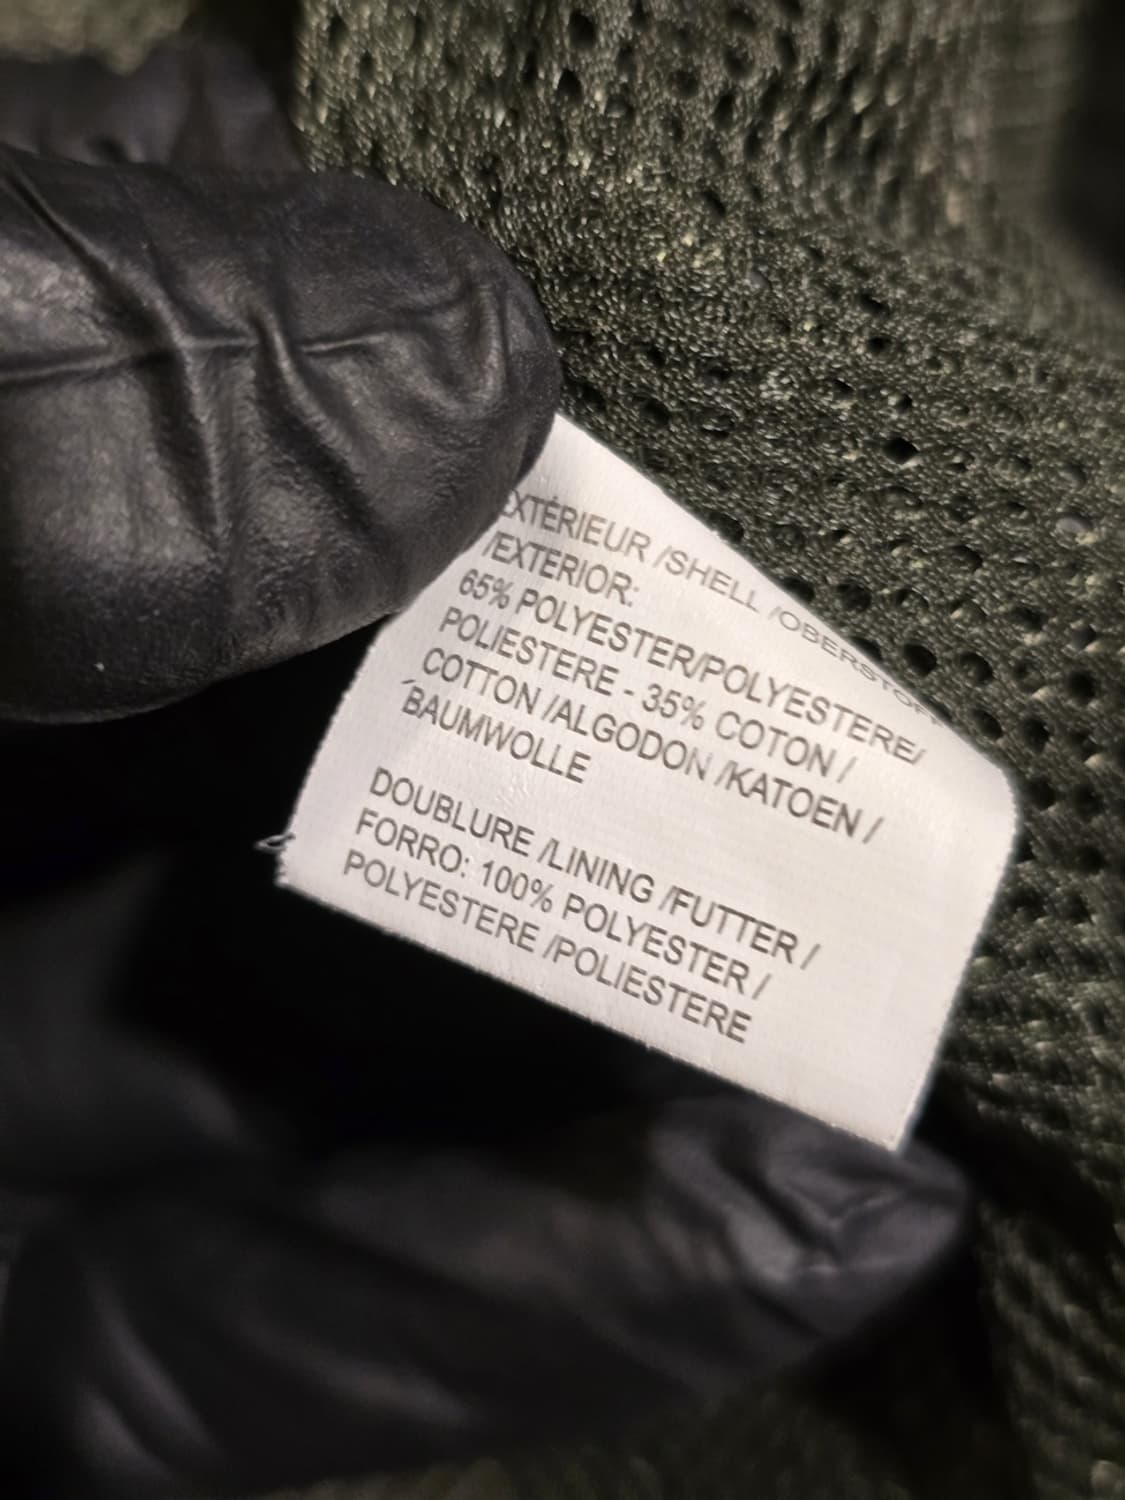 EXTÉRIEUR /SHELL /OBERSTOFF
/EXTERIOR:
65% POLYESTER/POLYESTERE/
POLIESTERE - 35% COTON /
COTTON /ALGODON /KATOEN /
BAUMWOLLE
DOUBLURE /LINING /FUTTER /
FORRO: 100% POLYESTER /
POLYESTERE /POLIESTERE